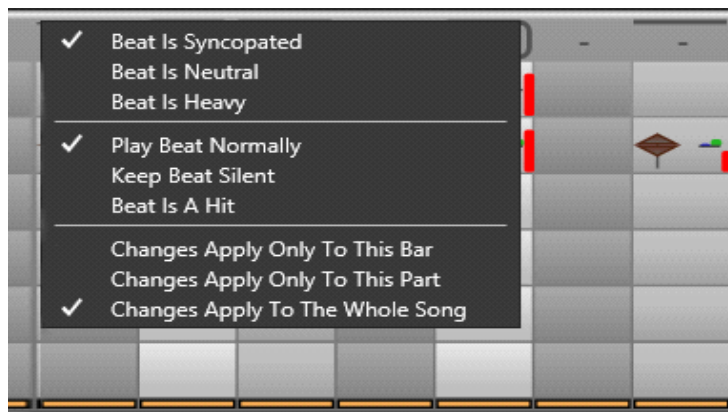 Beat Is Syncopated
Beat Is Neutral
Beat Is Heavy
Play Beat Normally
Keep Beat Silent
Beat Is A Hit
Changes Apply Only To This Bar
Changes Apply Only To This Part
Changes Apply To The Whole Song